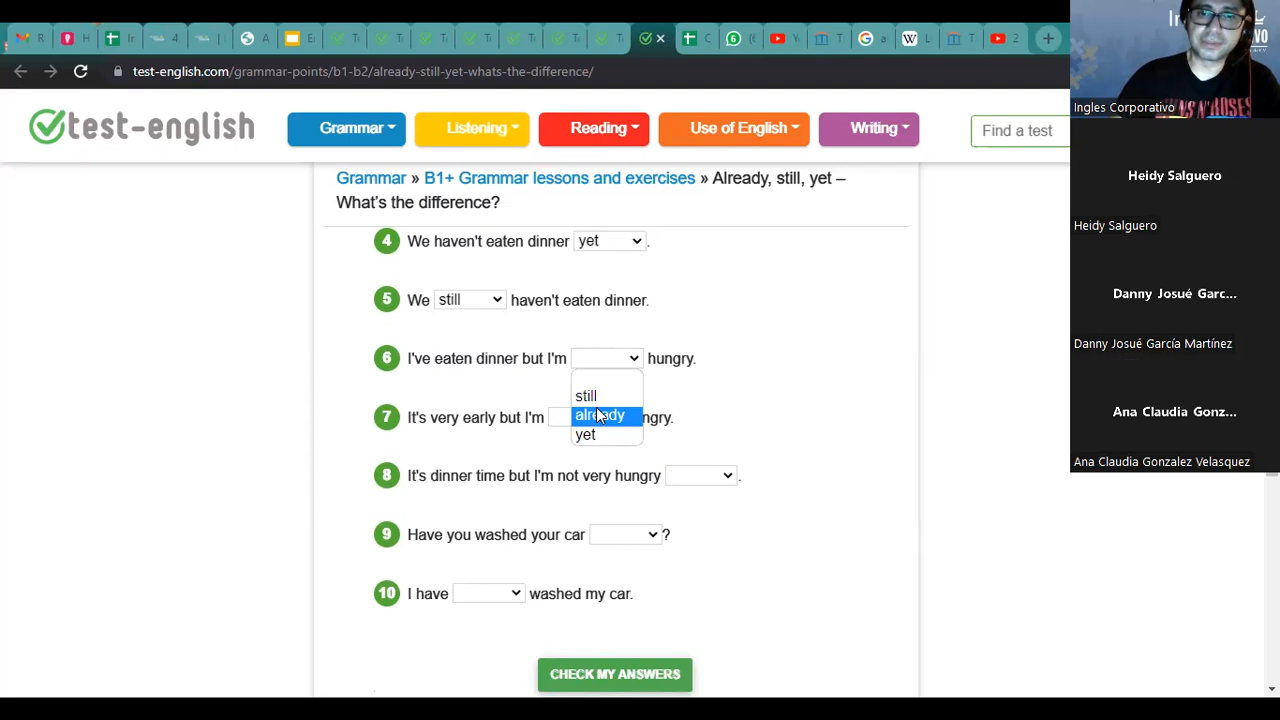 test-english.com/grammar-points/b1-b2/already-still-yet-whats-the-difference/
test-english
Grammar
Listening
Reading
Use of English
Writing
Find a test
Grammar » B1+ Grammar lessons and exercises » Already, still, yet –
What's the difference?
4 We haven't eaten dinner yet .
5 We still haven't eaten dinner.
6 I've eaten dinner but I'm hungry.
still
already
yet
7 It's very early but I'm ngry.
8 It's dinner time but I'm not very hungry .
9 Have you washed your car ?
10 I have washed my car.
CHECK MY ANSWERS
Ingles Corporativo
Heidy Salguero
Heidy Salguero
Danny Josué Garc...
Danny Josué García Martínez
Ana Claudia Gonz...
Ana Claudia Gonzalez Velasquez